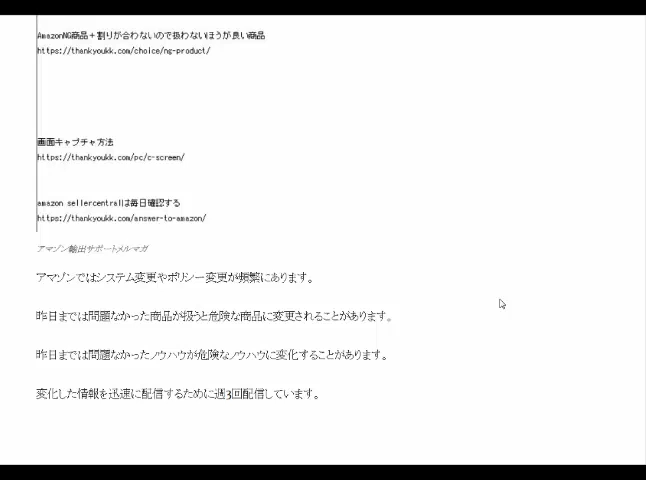 AmazonNG商品＋割りが合わないので扱わないほうが良い商品
https://thankyoukk.com/choice/ng-product/
画面キャプチャ方法
https://thankyoukk.com/pc/c-screen/
amazon sellercentralは毎日確認する
https://thankyoukk.com/answer-to-amazon/
アマゾン輸出サポートメルマガ
アマゾンではシステム変更やポリシー変更が頻繁にあります。
昨日までは問題なかった商品が扱うと危険な商品に変更されることがあります。
昨日までは問題なかったノウハウが危険なノウハウに変化することがあります。
変化した情報を迅速に配信するために週3回配信しています。